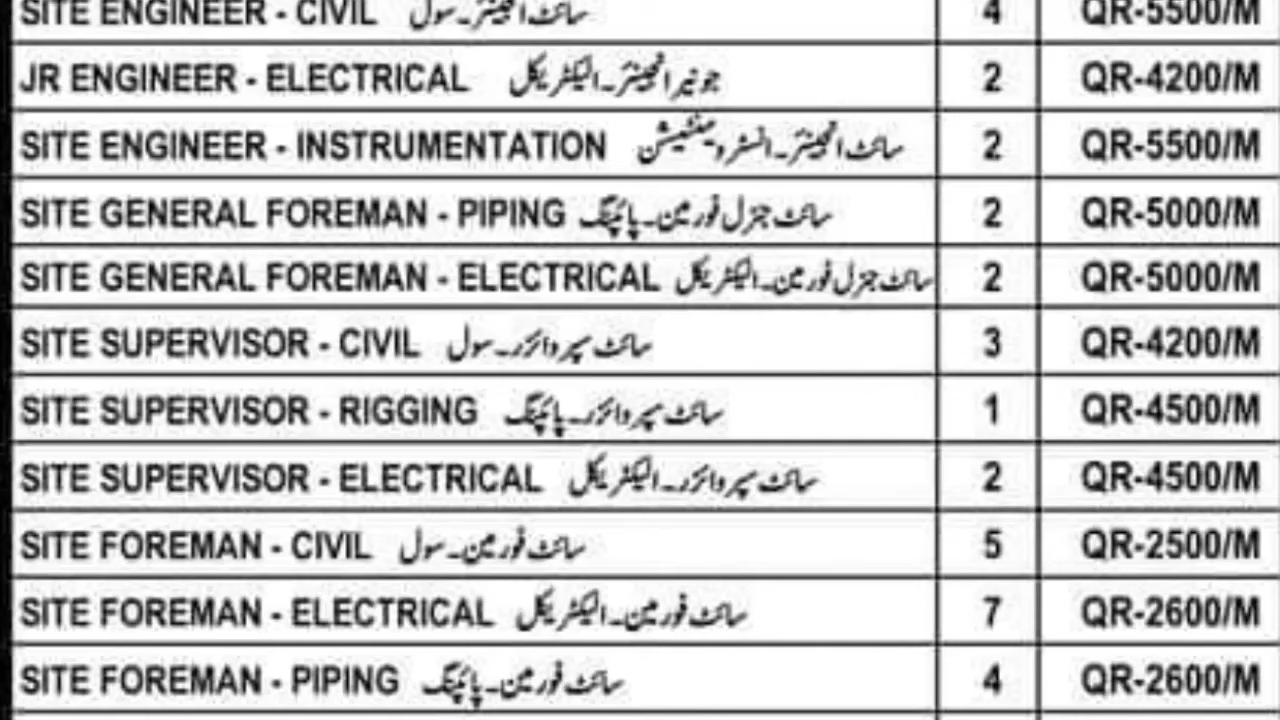 SITE ENGINEER - CIVIL سائٹ انجینئر۔سول 4 QR-5500/M
JR ENGINEER - ELECTRICAL جونیر انجینئر۔الیکٹریکل 2 QR-4200/M
SITE ENGINEER - INSTRUMENTATION سائٹ انجینئر۔انسٹرومینٹیشن 2 QR-5500/M
SITE GENERAL FOREMAN - PIPING سائٹ جنرل فورمین۔پائپنگ 2 QR-5000/M
SITE GENERAL FOREMAN - ELECTRICAL سائٹ جنرل فورمین۔الیکٹریکل 2 QR-5000/M
SITE SUPERVISOR - CIVIL سائٹ سپروائزر۔سول 3 QR-4200/M
SITE SUPERVISOR - RIGGING سائٹ سپروائزر۔پائپنگ 1 QR-4500/M
SITE SUPERVISOR - ELECTRICAL سائٹ سپروائزر۔الیکٹریکل 2 QR-4500/M
SITE FOREMAN - CIVIL سائٹ فورمین۔سول 5 QR-2500/M
SITE FOREMAN - ELECTRICAL سائٹ فورمین۔الیکٹریکل 7 QR-2600/M
SITE FOREMAN - PIPING سائٹ فورمین۔پائپنگ 4 QR-2600/M